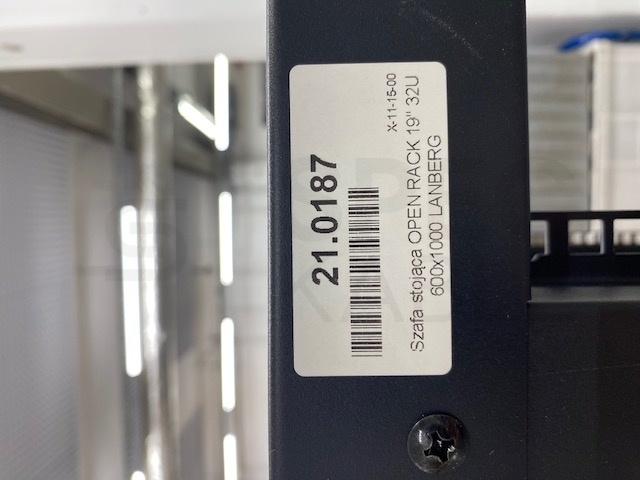 X-11-15-00
21.0187
Szafa stojąca OPEN RACK 19" 32U
600x1000 LANBERG